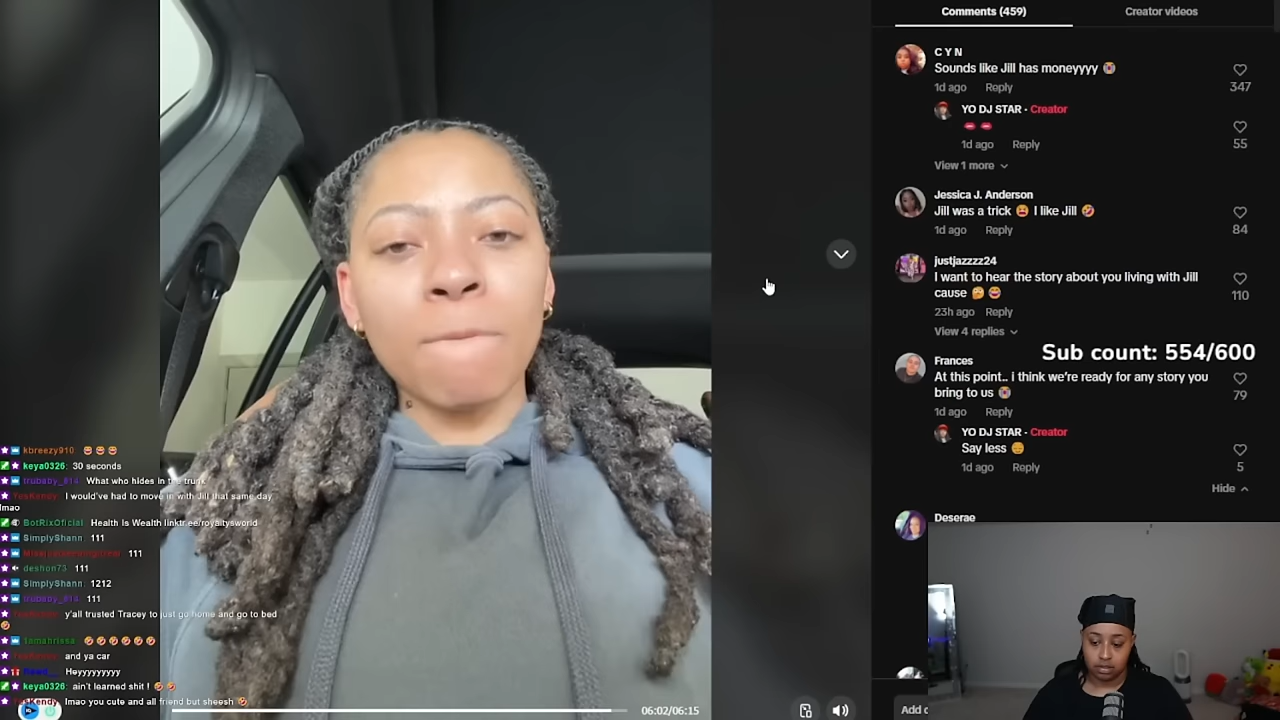 Comments (459)
Creator videos
C Y N
Sounds like Jill has moneyyyy
1d ago Reply
347
YO DJ STAR · Creator
1d ago Reply
55
View 1 more
Jessica J. Anderson
Jill was a trick 😫 I like Jill 🤣
1d ago Reply
84
justjazzzz24
I want to hear the story about you living with Jill
cause
23h ago Reply
110
View 4 replies
Sub count: 554/600
Frances
At this point.. i think we're ready for any story you
bring to us
1d ago Reply
79
YO DJ STAR · Creator
Say less
1d ago Reply
5
Hide
Deserae
Add c
06:02/06:15
kbreezy910
keya0326: 30 seconds
trubaby_814 What who hides in the trunk
YesKendy I would've had to move in with Jill that same day
lmao
BotRixOficial Health Is Wealth linktr.ee/royaltysworld
SimplyShann: 111
111
deshon73 111
SimplyShann: 1212
trubaby_814 111
y'all trusted Tracey to just go home and go to bed
tamahrissa
and ya car
Heyyyyyyyy
keya0326: ain't learned shit !
YesKendy: lmao you cute and all friend but sheesh